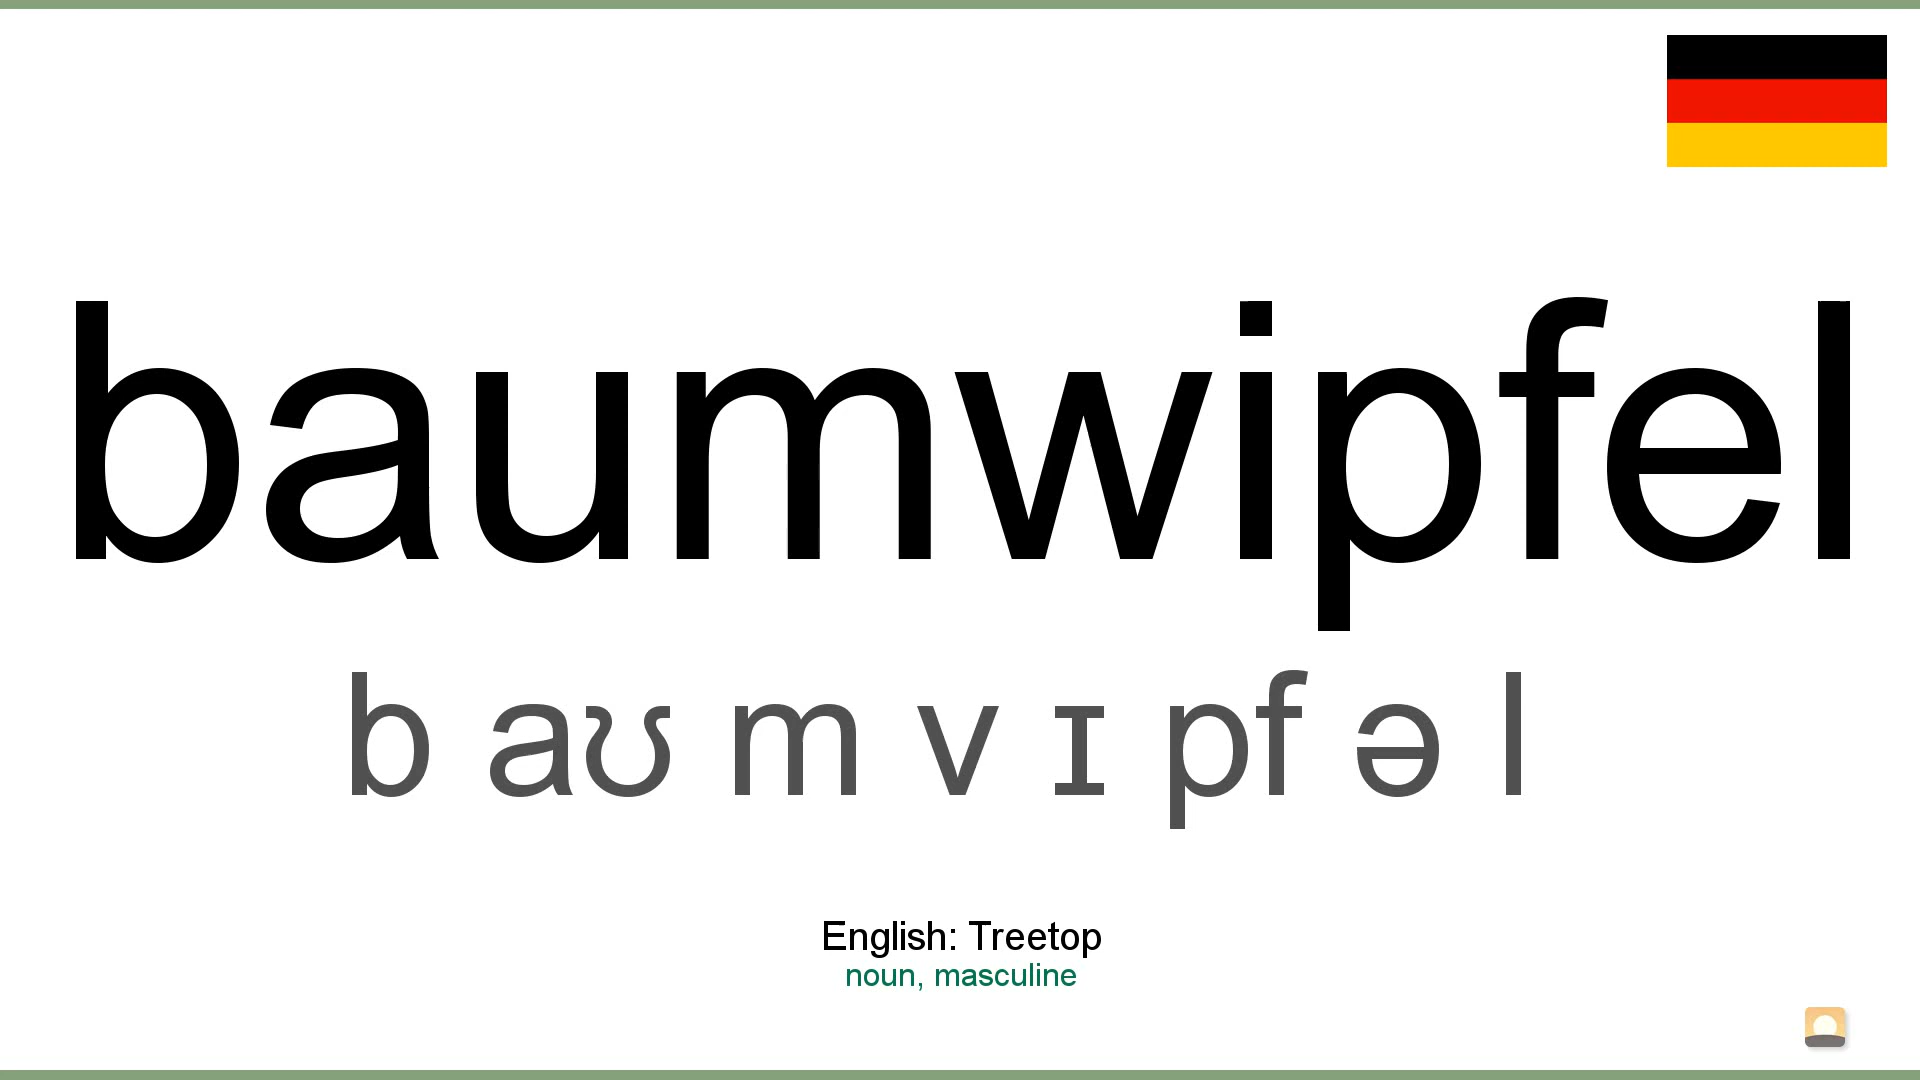 baumwipfel
b aʊ m v ɪ pf ə l
English: Treetop
noun, masculine